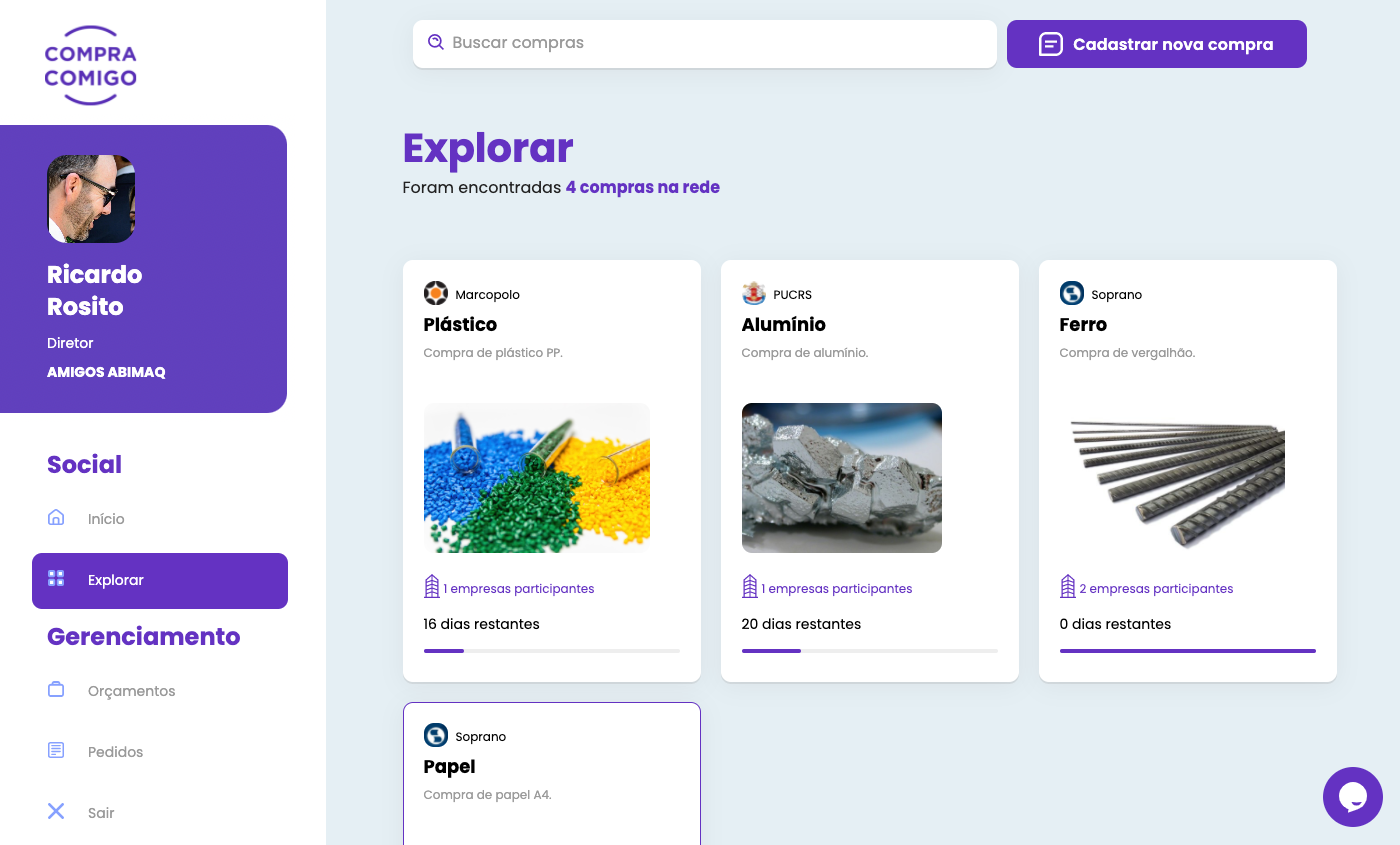 COMPRA
COMIGO
Buscar compras
Cadastrar nova compra
Ricardo
Rosito
Diretor
AMIGOS ABIMAQ
Social
Início
Explorar
Gerenciamento
Orçamentos
Pedidos
Sair
Explorar
Foram encontradas 4 compras na rede
Marcopolo
Plástico
Compra de plástico PP.
1 empresas participantes
16 dias restantes
PUCRS
Alumínio
Compra de alumínio.
1 empresas participantes
20 dias restantes
Soprano
Ferro
Compra de vergalhão.
2 empresas participantes
0 dias restantes
Soprano
Papel
Compra de papel A4.